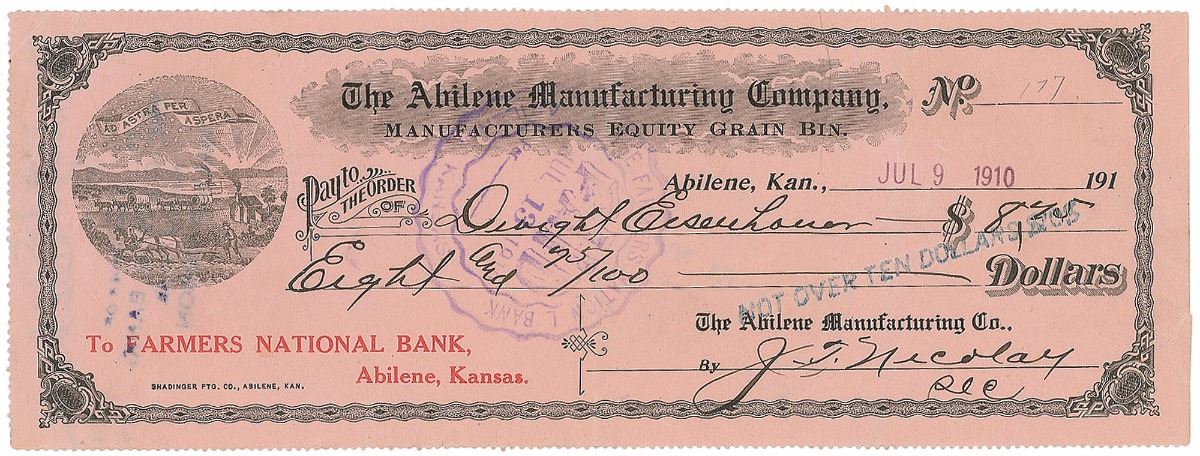 The Abilene Manufacturing Company,
MANUFACTURERS EQUITY GRAIN BIN.
No. 177
AD ASTRA PER
ASPERA
Pay to
THE ORDER
OF
Abilene, Kan., JUL 9 1910 191
Dwight Eisenhower $ 8 95
Eight and 95/100 Dollars
NOT OVER TEN DOLLARS $10$
The Abilene Manufacturing Co.,
By J. F. Nicolay
Sec
To FARMERS NATIONAL BANK,
Abilene, Kansas.
SHADINGER PTG. CO., ABILENE, KAN.